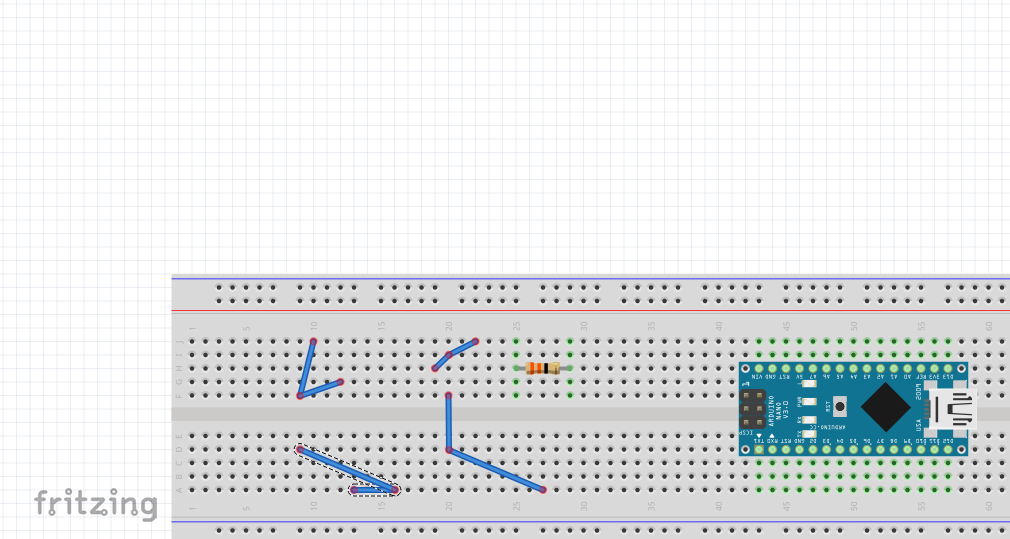 1 5 10 15 20 25 30 35 40 45 50 55 60
J
I
H
G
F
VIN GND RST 5V A7 A6 A5 A4 A3 A2 A1 A0 REF 3V3 D13
1
ARDUINO
NANO
V3.0
RST
ARDUINO.CC
2009
USA
ICSP
TX1 RX0 RST GND D2 D3 D4 D5 D6 D7 D8 D9 D10 D11 D12
E
D
C
B
A
1 5 10 15 20 25 30 35 40 45 50 55 60
fritzing